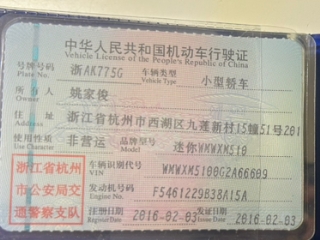 中华人民共和国机动车行驶证
Vehicle License of the People's Republic of China
号牌号码 浙AK775G 车辆类型 小型轿车
Plate No. Vehicle Type
所有人 姚家俊
Owner
住址 浙江省杭州市西湖区九莲新村15幢51号201
Address
使用性质 非营运 品牌型号 迷你WMWXM510
Use Character Model
浙江省杭州
市公安局交
通警察支队
车辆识别代号
VIN
WMWXM5100G2A66609
发动机号码 F5461229B38A15A
Engine No.
注册日期 2016-02-03 发证日期 2016-02-03
Register Date Issue Date